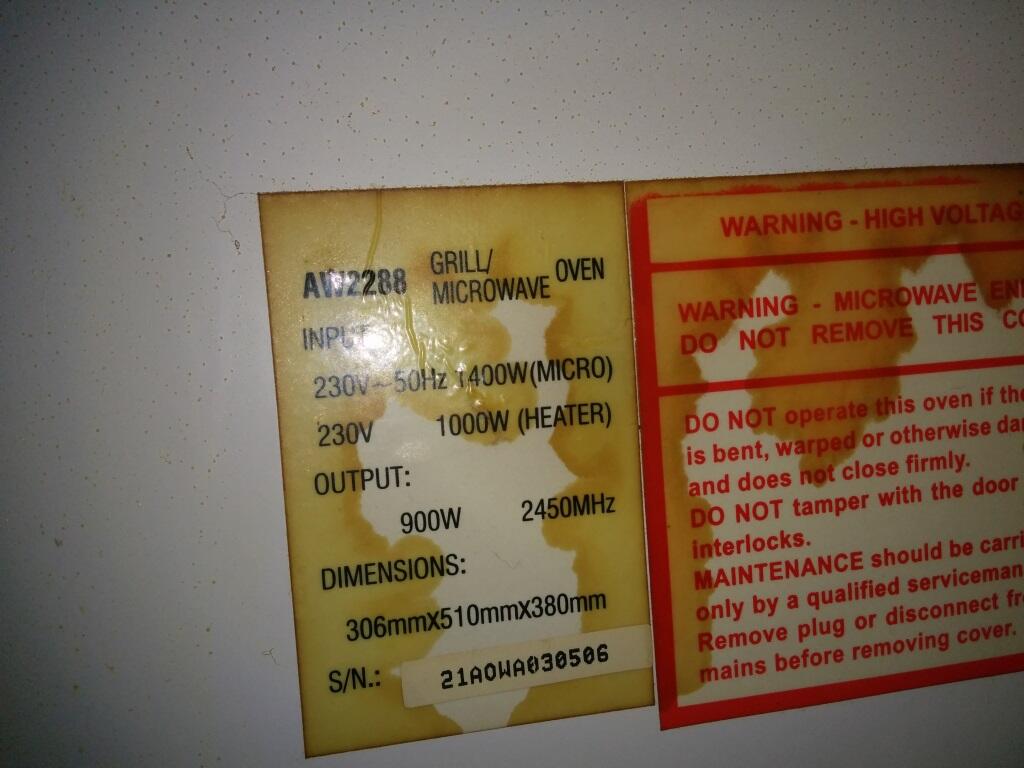 AW2288 GRILL/ MICROWAVE OVEN
INPUT
230V~50Hz 1400W(MICRO)
230V 1000W (HEATER)
OUTPUT:
900W 2450MHz
DIMENSIONS:
306mmX510mmX380mm
S/N.: 21AOWA030506
WARNING - HIGH VOLTAG
WARNING - MICROWAVE EN
DO NOT REMOVE THIS CO
DO NOT operate this oven if the
is bent, warped or otherwise da
and does not close firmly.
DO NOT tamper with the door
interlocks.
MAINTENANCE should be carri
only by a qualified serviceman
Remove plug or disconnect fr
mains before removing cover.